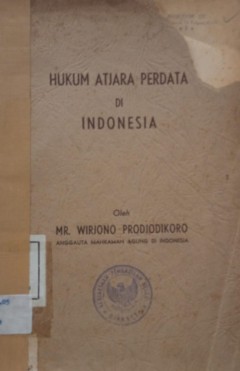 HUKUM ATJARA PERDATA
DI
INDONESIA
Oleh
MR. WIRJONO PRODJODIKORO
ANGGAUTA MAHKAMAH AGUNG DI INDONESIA